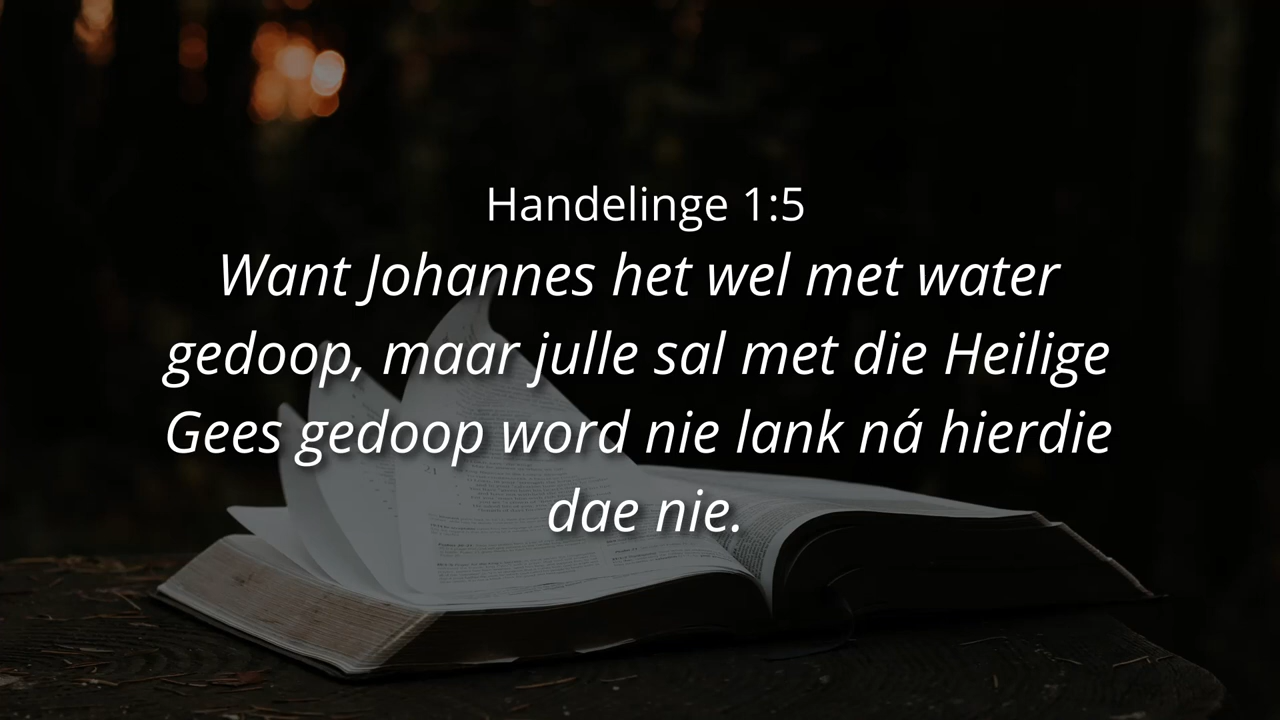 Handelinge 1:5
Want Johannes het wel met water
gedoop, maar julle sal met die Heilige
Gees gedoop word nie lank ná hierdie
dae nie.